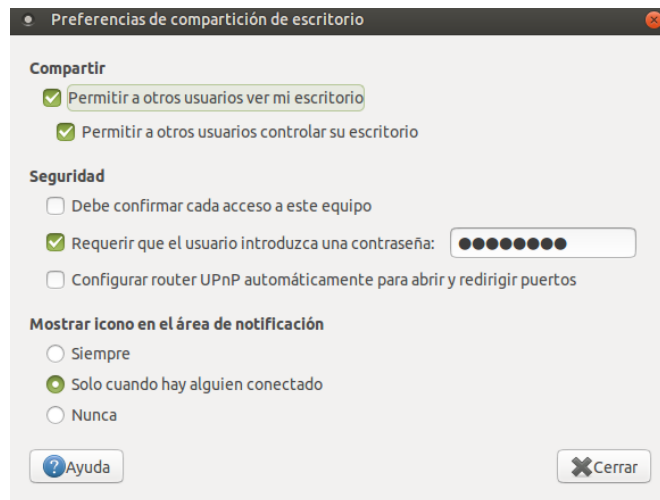 Preferencias de compartición de escritorio
Compartir
Permitir a otros usuarios ver mi escritorio
Permitir a otros usuarios controlar su escritorio
Seguridad
Debe confirmar cada acceso a este equipo
Requerir que el usuario introduzca una contraseña: ●●●●●●●●
Configurar router UPnP automáticamente para abrir y redirigir puertos
Mostrar icono en el área de notificación
Siempre
Solo cuando hay alguien conectado
Nunca
Ayuda Cerrar